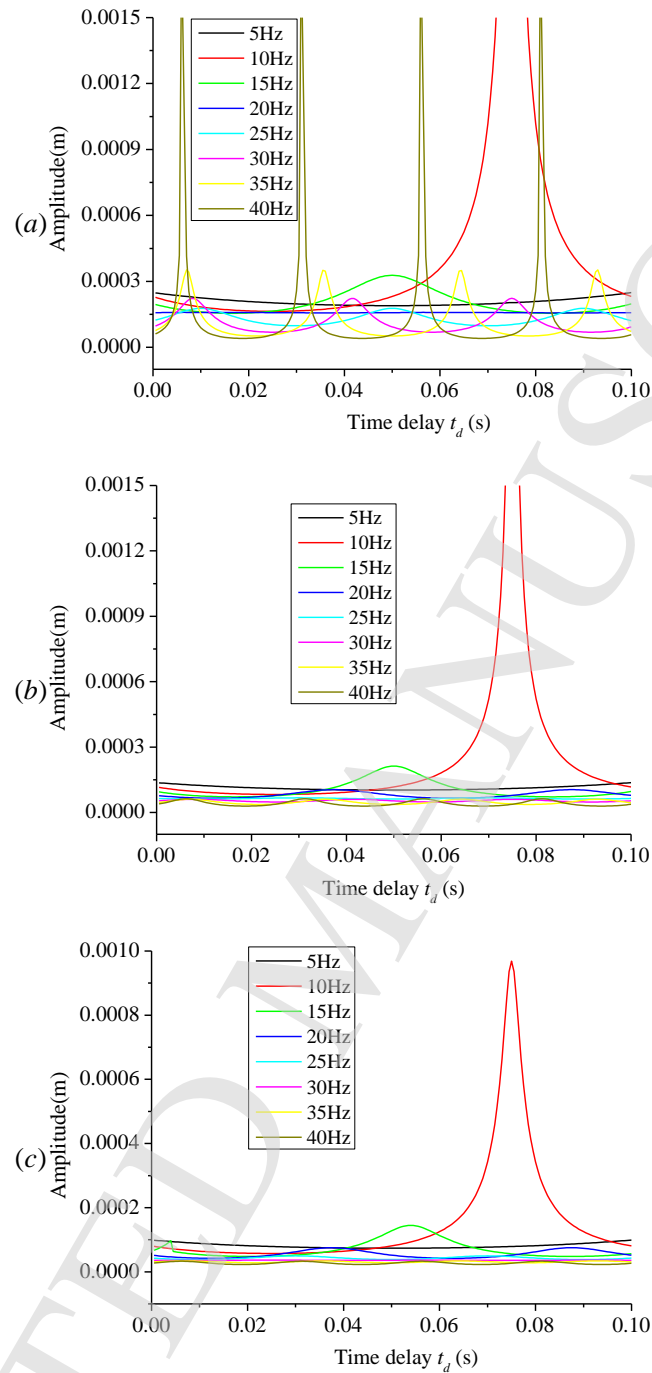 0.0015
0.0012
0.0009
0.0006
0.0003
0.0000
Amplitude(m)
(a)
5Hz
10Hz
15Hz
20Hz
25Hz
30Hz
35Hz
40Hz
0.00 0.02 0.04 0.06 0.08 0.10
Time delay t_d (s)
0.0015
0.0012
0.0009
0.0006
0.0003
0.0000
Amplitude(m)
(b)
5Hz
10Hz
15Hz
20Hz
25Hz
30Hz
35Hz
40Hz
0.00 0.02 0.04 0.06 0.08 0.10
Time delay t_d (s)
0.0010
0.0008
0.0006
0.0004
0.0002
0.0000
Amplitude(m)
(c)
5Hz
10Hz
15Hz
20Hz
25Hz
30Hz
35Hz
40Hz
0.00 0.02 0.04 0.06 0.08 0.10
Time delay t_d (s)
TED MANUSC